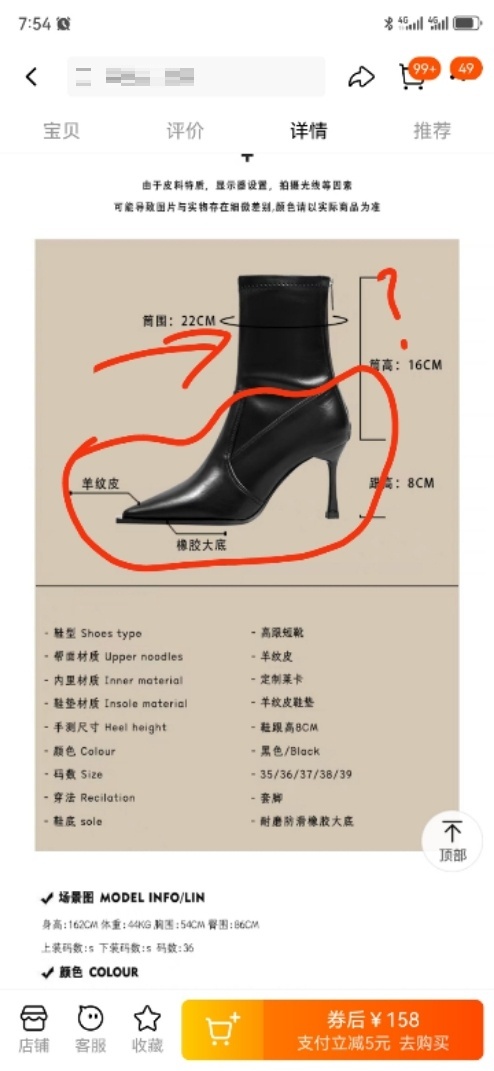 7:54
4G 4G
99+ 49
宝贝 评价 详情 推荐
由于皮料特质，显示器设置，拍摄光线等因素
可能导致图片与实物存在细微差别,颜色请以实际商品为准
?
筒围：22CM
筒高：16CM
羊纹皮
跟高：8CM
橡胶大底
- 鞋型 Shoes type - 高跟短靴
- 帮面材质 Upper noodles - 羊纹皮
- 内里材质 Inner material - 定制莱卡
- 鞋垫材质 Insole material - 羊纹皮鞋垫
- 手测尺寸 Heel height - 鞋跟高8CM
- 颜色 Colour - 黑色/Black
- 码数 Size - 35/36/37/38/39
- 穿法 Recilation - 套脚
- 鞋底 sole - 耐磨防滑橡胶大底
顶部
场景图 MODEL INFO/LIN
身高:162CM 体重:44KG 胸围:54CM 臀围:86CM
上装码数:s 下装码数:s 码数:36
颜色 COLOUR
店铺 客服 收藏
券后￥158
支付立减5元 去购买